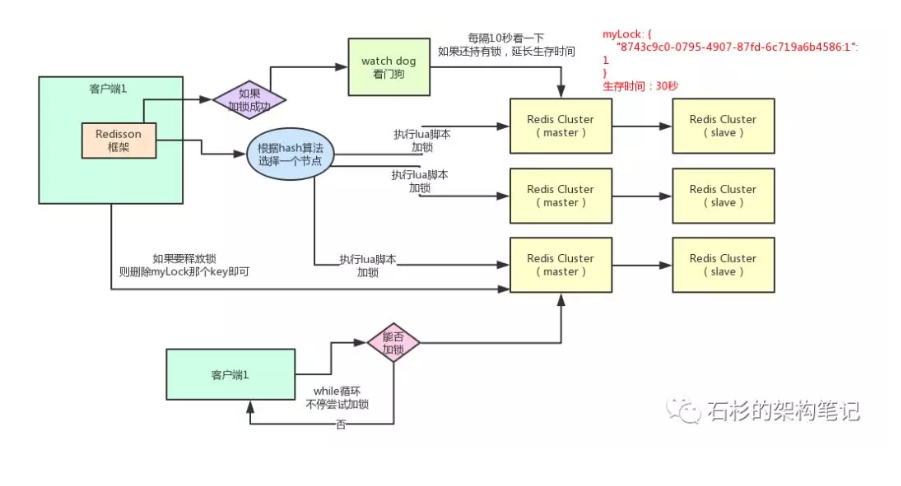 每隔10秒看一下
如果还持有锁，延长生存时间
myLock: {
"8743c9c0-0795-4907-87fd-6c719a6b4586:1":
1
}
生存时间：30秒
watch dog
看门狗
客户端1
如果
加锁成功
Redisson
框架
根据hash算法
选择一个节点
执行lua脚本
加锁
Redis Cluster
（master）
Redis Cluster
（slave）
执行lua脚本
加锁
Redis Cluster
（master）
Redis Cluster
（slave）
如果要释放锁
则删除myLock那个key即可
执行lua脚本
加锁
Redis Cluster
（master）
Redis Cluster
（slave）
能否
加锁
客户端1
while循环
不停尝试加锁
否
石杉的架构笔记